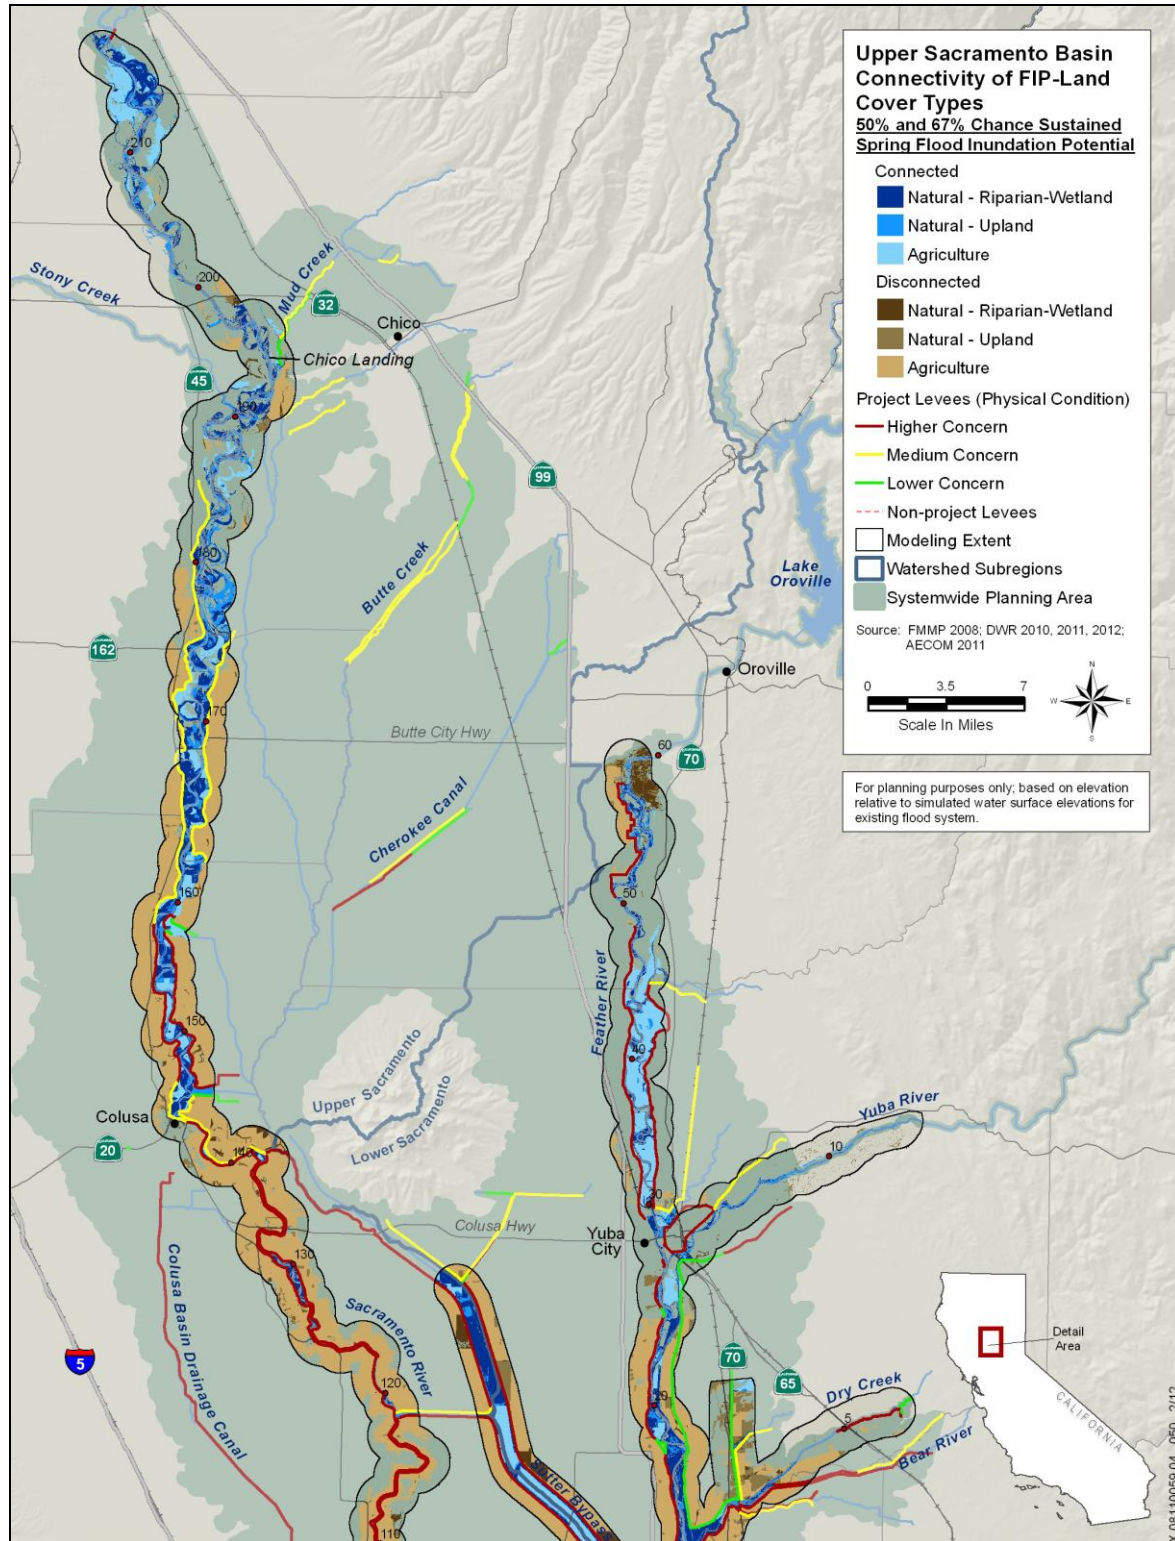 Upper Sacramento Basin
Connectivity of FIP-Land
Cover Types
50% and 67% Chance Sustained
Spring Flood Inundation Potential
Connected
Natural - Riparian-Wetland
Natural - Upland
Agriculture
Disconnected
Natural - Riparian-Wetland
Natural - Upland
Agriculture
Project Levees (Physical Condition)
Higher Concern
Medium Concern
Lower Concern
Non-project Levees
Modeling Extent
Watershed Subregions
Systemwide Planning Area
Source: FMMP 2008; DWR 2010, 2011, 2012;
AECOM 2011
0 3.5 7
Scale In Miles
N
W E
S
For planning purposes only; based on elevation
relative to simulated water surface elevations for
existing flood system.
210
Stony Creek
200
Mud Creek
32
Chico
Chico Landing
45
190
99
180
Butte Creek
Lake
Oroville
162
Oroville
170
Butte City Hwy
60
70
Cherokee Canal
160
50
Feather River
150
40
Upper Sacramento
Lower Sacramento
Colusa
20
140
Yuba River
10
30
Colusa Hwy
Yuba
City
130
Colusa Basin Drainage Canal
Sacramento River
5
120
20
70
65
Dry Creek
5
Bear River
Sutter Bypass
110
Detail
Area
CALIFORNIA